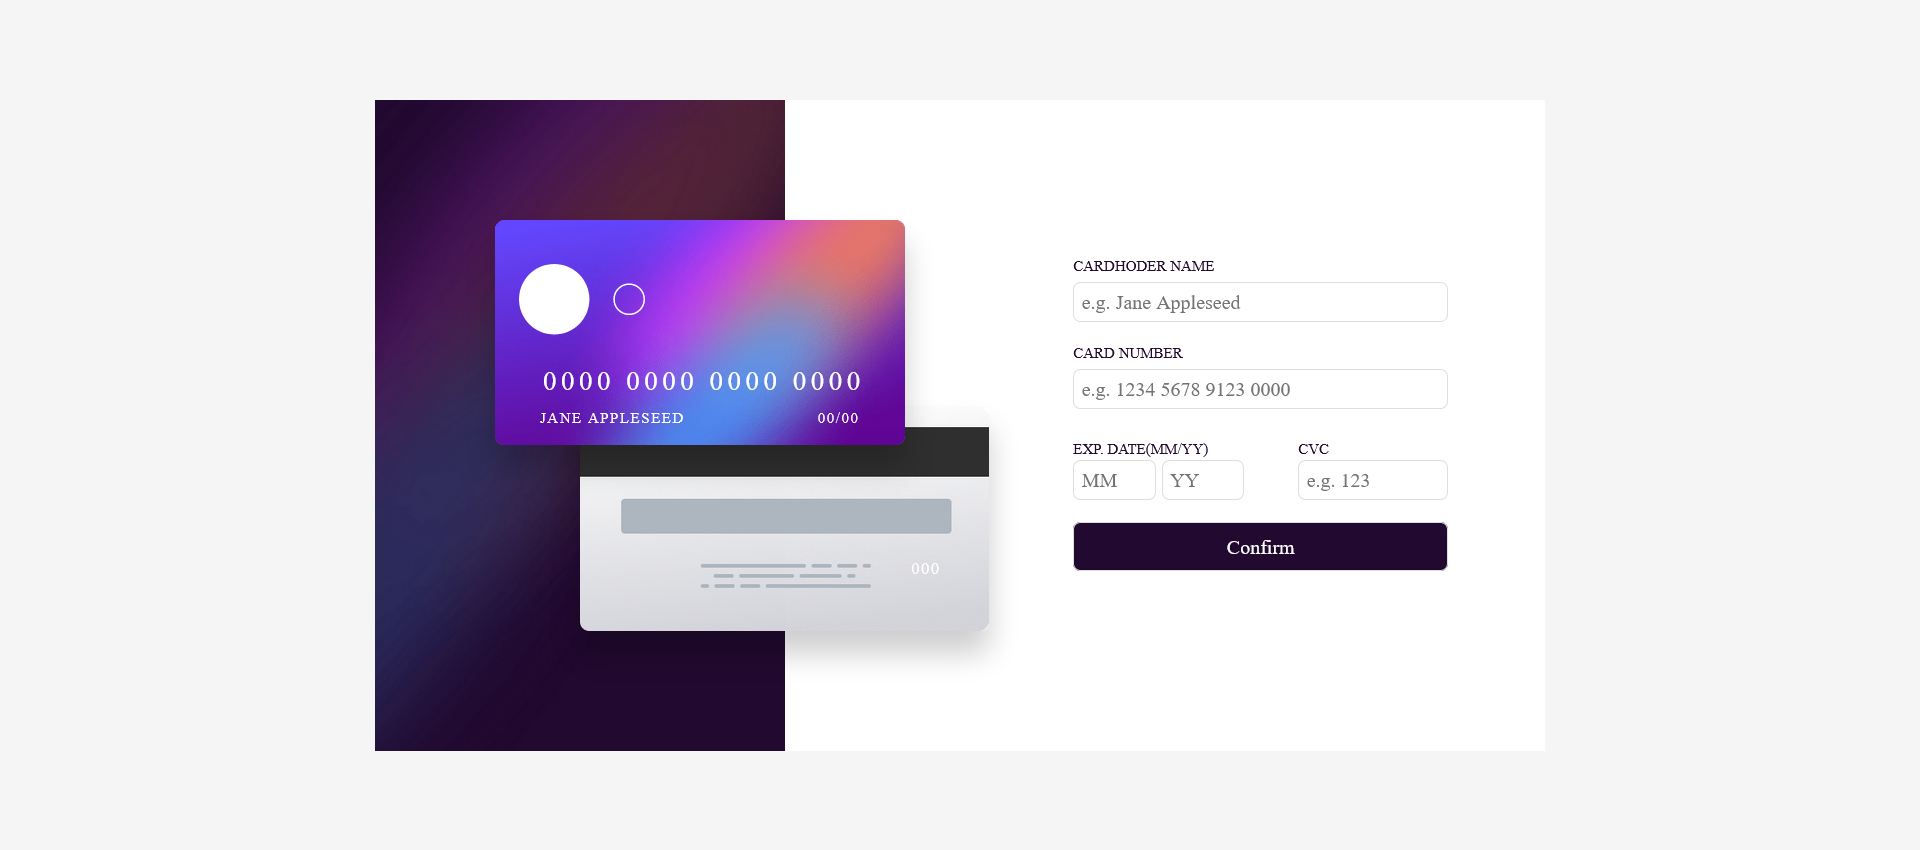 0000 0000 0000 0000
JANE APPLESEED 00/00
000
CARDHODER NAME
e.g. Jane Appleseed
CARD NUMBER
e.g. 1234 5678 9123 0000
EXP. DATE(MM/YY) CVC
MM YY e.g. 123
Confirm